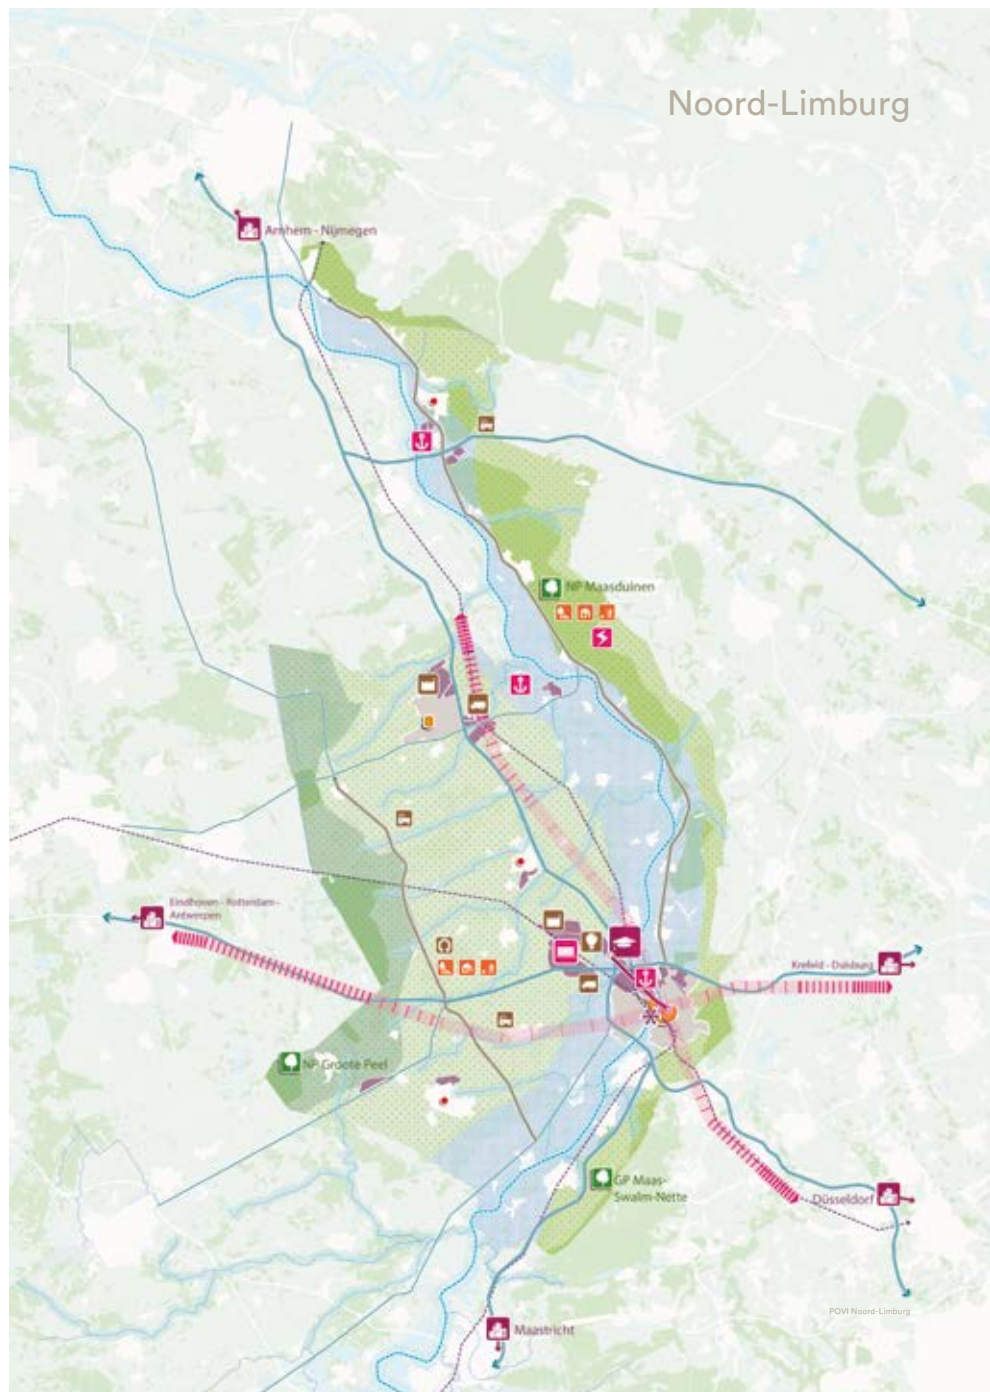 Noord-Limburg
Arnhem - Nijmegen
NP Maasduinen
Eindhoven - Rotterdam -
Antwerpen
Krefeld - Duisburg
NP Groote Peel
GP Maas-
Swalm-Nette
Düsseldorf
POVI Noord-Limburg
Maastricht